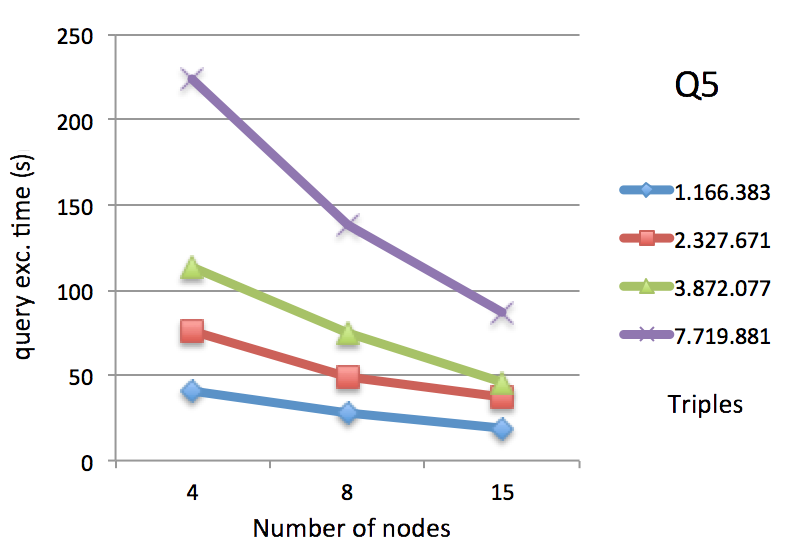 Q5
query exc. time (s)
250
200
150
100
50
0
4 8 15
Number of nodes
1.166.383
2.327.671
3.872.077
7.719.881
Triples